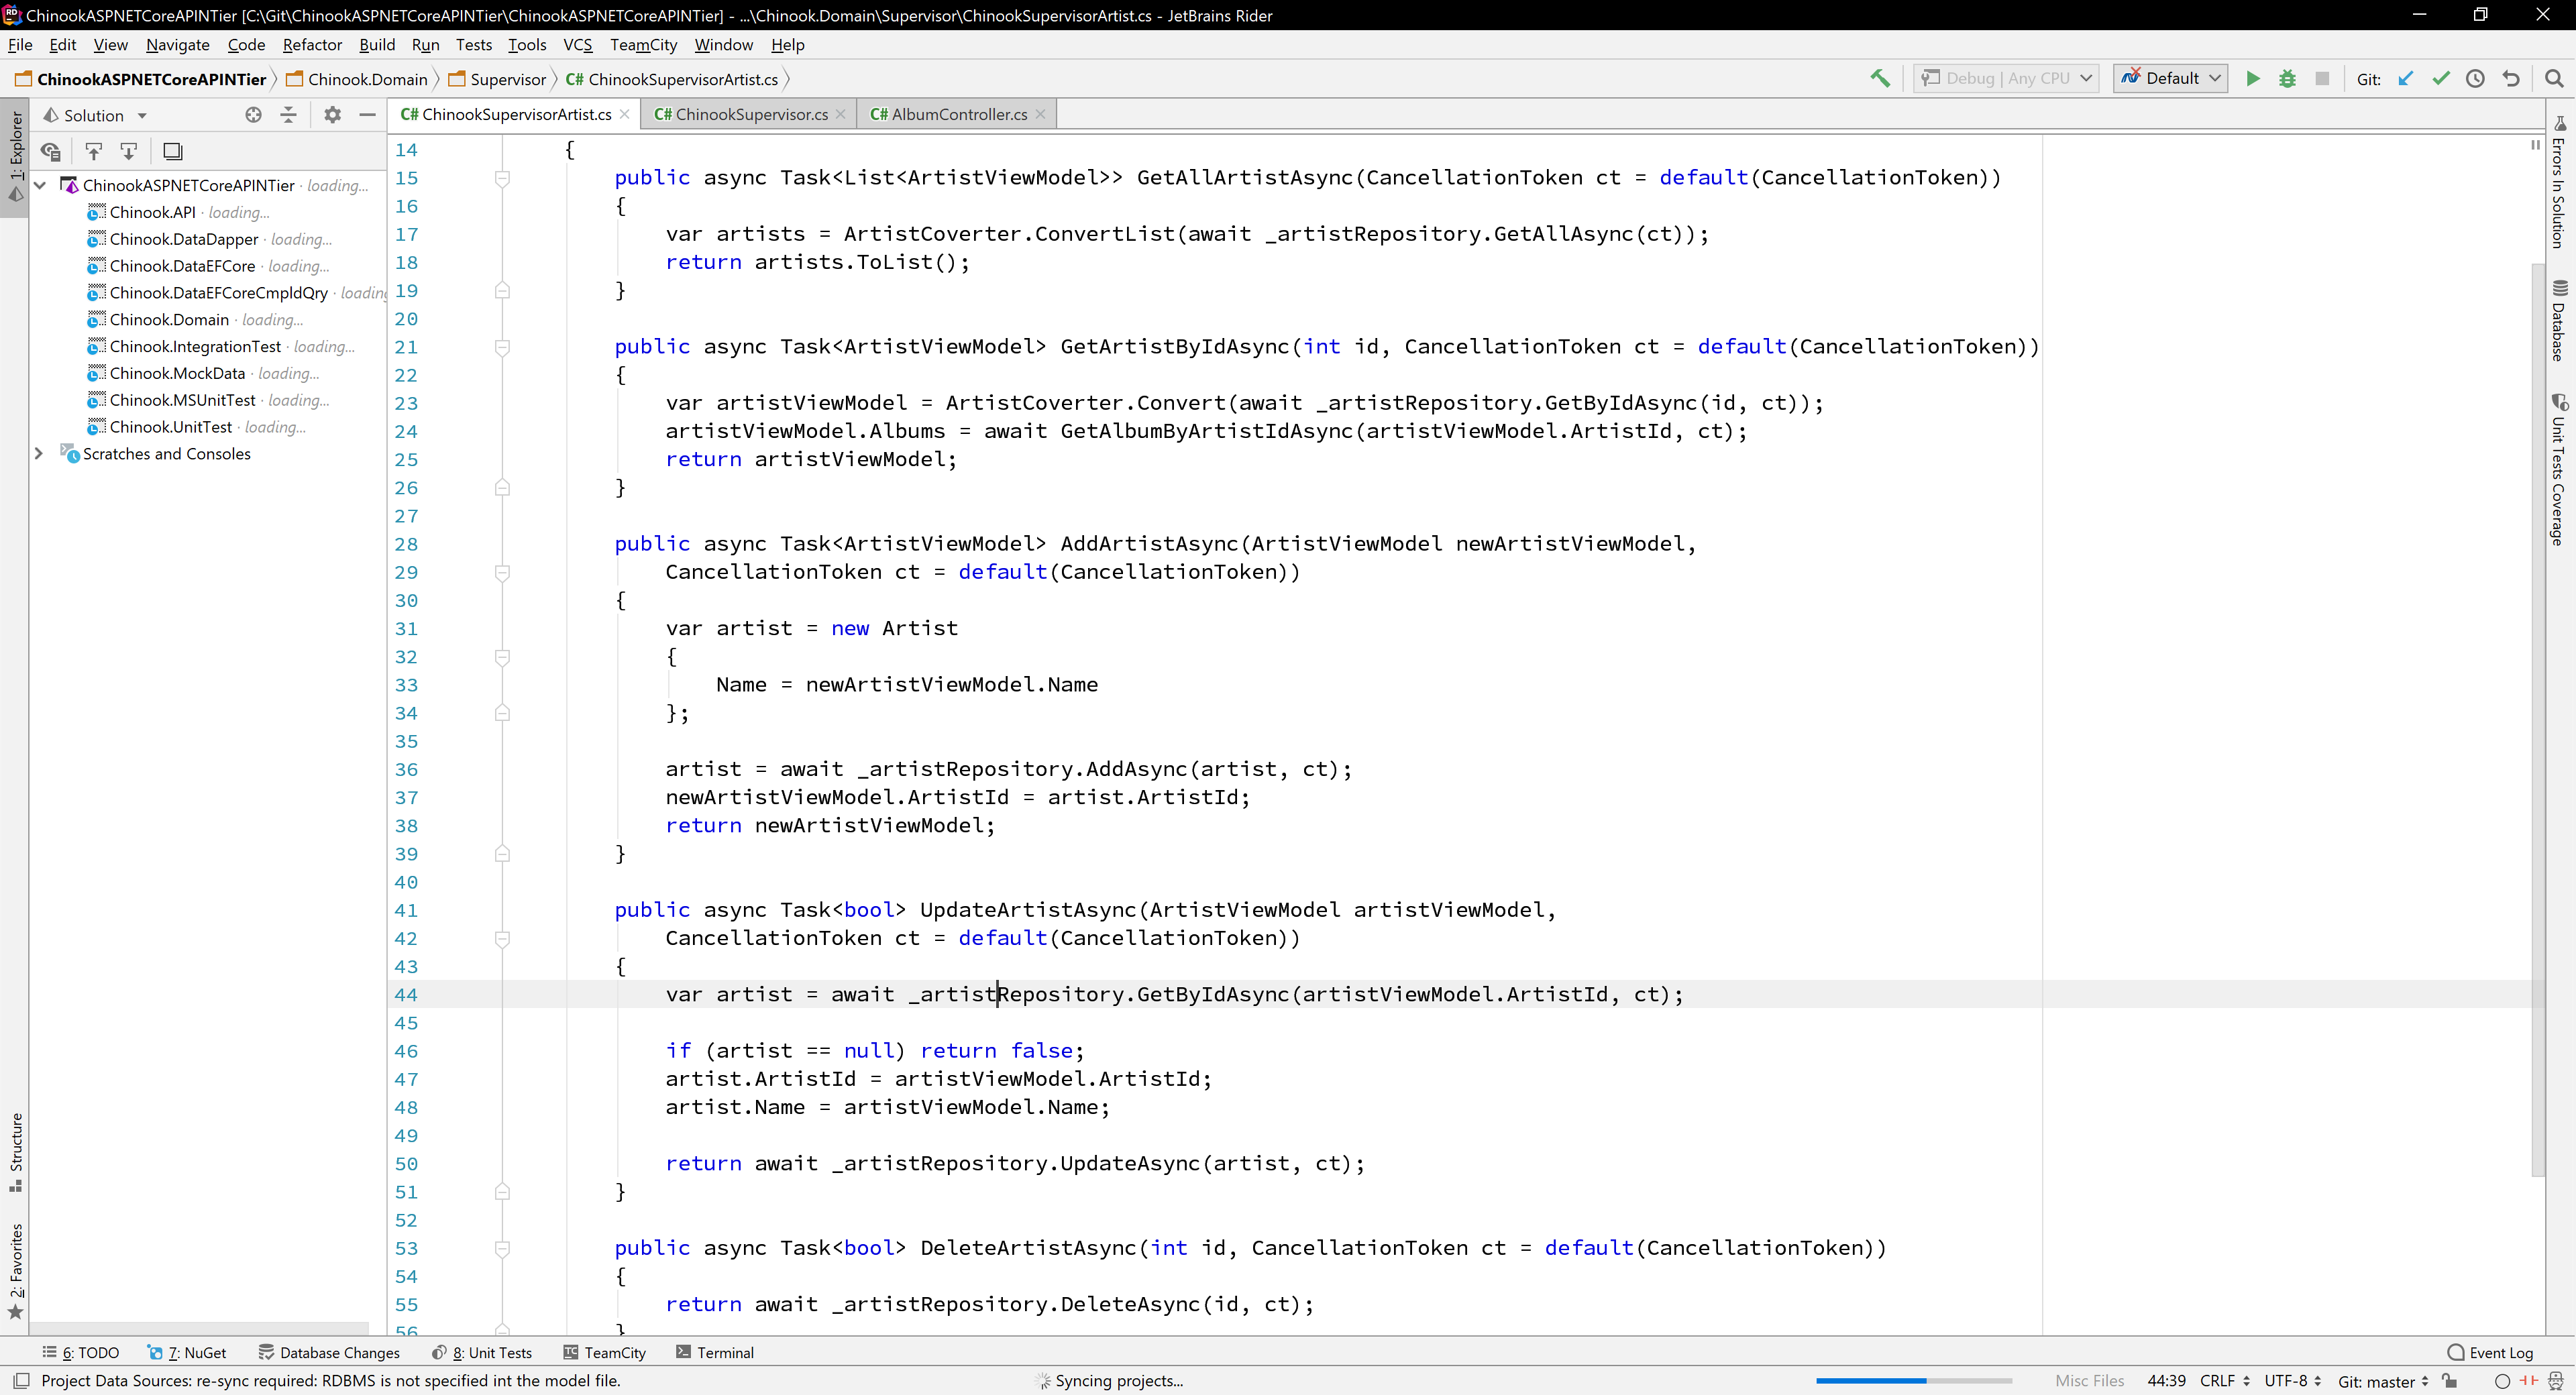 ChinookASPNETCoreAPINTier [C:\Git\ChinookASPNETCoreAPINTier\ChinookASPNETCoreAPINTier] - ...\Chinook.Domain\Supervisor\ChinookSupervisorArtist.cs - JetBrains Rider
File Edit View Navigate Code Refactor Build Run Tests Tools VCS TeamCity Window Help
ChinookASPNETCoreAPINTier Chinook.Domain Supervisor C# ChinookSupervisorArtist.cs Debug | Any CPU Default Git:
Solution
C# ChinookSupervisorArtist.cs C# ChinookSupervisor.cs C# AlbumController.cs
1: Explorer
Structure
2: Favorites
ChinookASPNETCoreAPINTier · loading...
Chinook.API · loading...
Chinook.DataDapper · loading...
Chinook.DataEFCore · loading...
Chinook.DataEFCoreCmpldQry · loading
Chinook.Domain · loading...
Chinook.IntegrationTest · loading...
Chinook.MockData · loading...
Chinook.MSUnitTest · loading...
Chinook.UnitTest · loading...
Scratches and Consoles
14 {
15 public async Task<List<ArtistViewModel>> GetAllArtistAsync(CancellationToken ct = default(CancellationToken))
16 {
17 var artists = ArtistCoverter.ConvertList(await _artistRepository.GetAllAsync(ct));
18 return artists.ToList();
19 }
20
21 public async Task<ArtistViewModel> GetArtistByIdAsync(int id, CancellationToken ct = default(CancellationToken))
22 {
23 var artistViewModel = ArtistCoverter.Convert(await _artistRepository.GetByIdAsync(id, ct));
24 artistViewModel.Albums = await GetAlbumByArtistIdAsync(artistViewModel.ArtistId, ct);
25 return artistViewModel;
26 }
27
28 public async Task<ArtistViewModel> AddArtistAsync(ArtistViewModel newArtistViewModel,
29 CancellationToken ct = default(CancellationToken))
30 {
31 var artist = new Artist
32 {
33 Name = newArtistViewModel.Name
34 };
35
36 artist = await _artistRepository.AddAsync(artist, ct);
37 newArtistViewModel.ArtistId = artist.ArtistId;
38 return newArtistViewModel;
39 }
40
41 public async Task<bool> UpdateArtistAsync(ArtistViewModel artistViewModel,
42 CancellationToken ct = default(CancellationToken))
43 {
44 var artist = await _artistRepository.GetByIdAsync(artistViewModel.ArtistId, ct);
45
46 if (artist == null) return false;
47 artist.ArtistId = artistViewModel.ArtistId;
48 artist.Name = artistViewModel.Name;
49
50 return await _artistRepository.UpdateAsync(artist, ct);
51 }
52
53 public async Task<bool> DeleteArtistAsync(int id, CancellationToken ct = default(CancellationToken))
54 {
55 return await _artistRepository.DeleteAsync(id, ct);
56 }
Errors In Solution
Database
Unit Tests Coverage
6: TODO 7: NuGet Database Changes 8: Unit Tests TeamCity Terminal Event Log
Project Data Sources: re-sync required: RDBMS is not specified int the model file. Syncing projects... Misc Files 44:39 CRLF UTF-8 Git: master